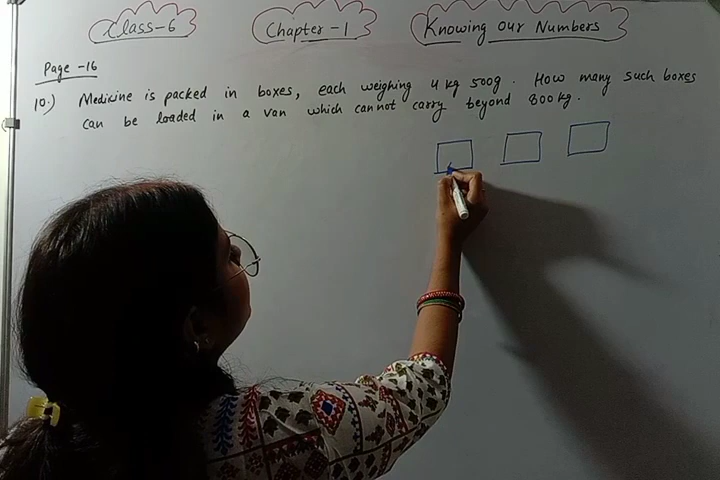 Class-6 Chapter-1 Knowing Our Numbers
Page-16
10.) Medicine is packed in boxes, each weighing 4 kg 500g. How many such boxes
can be loaded in a van which cannot carry beyond 800 kg.